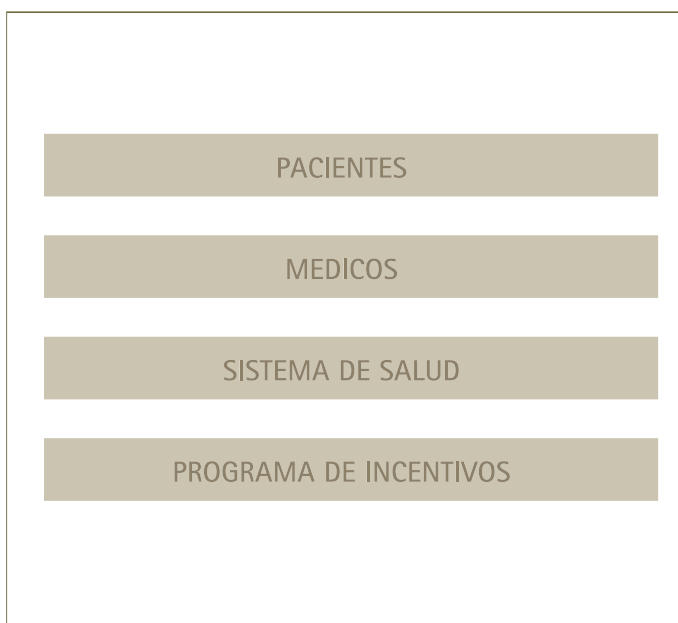 PACIENTES
MEDICOS
SISTEMA DE SALUD
PROGRAMA DE INCENTIVOS